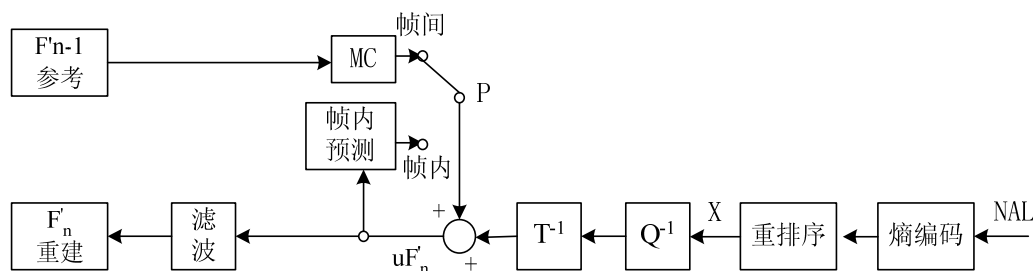 F'n-1
参考
MC
帧间
P
帧内
预测
帧内
F'n
重建
滤
波
+
uF'n
+
T-1
Q-1
X
重排序
熵编码
NAL